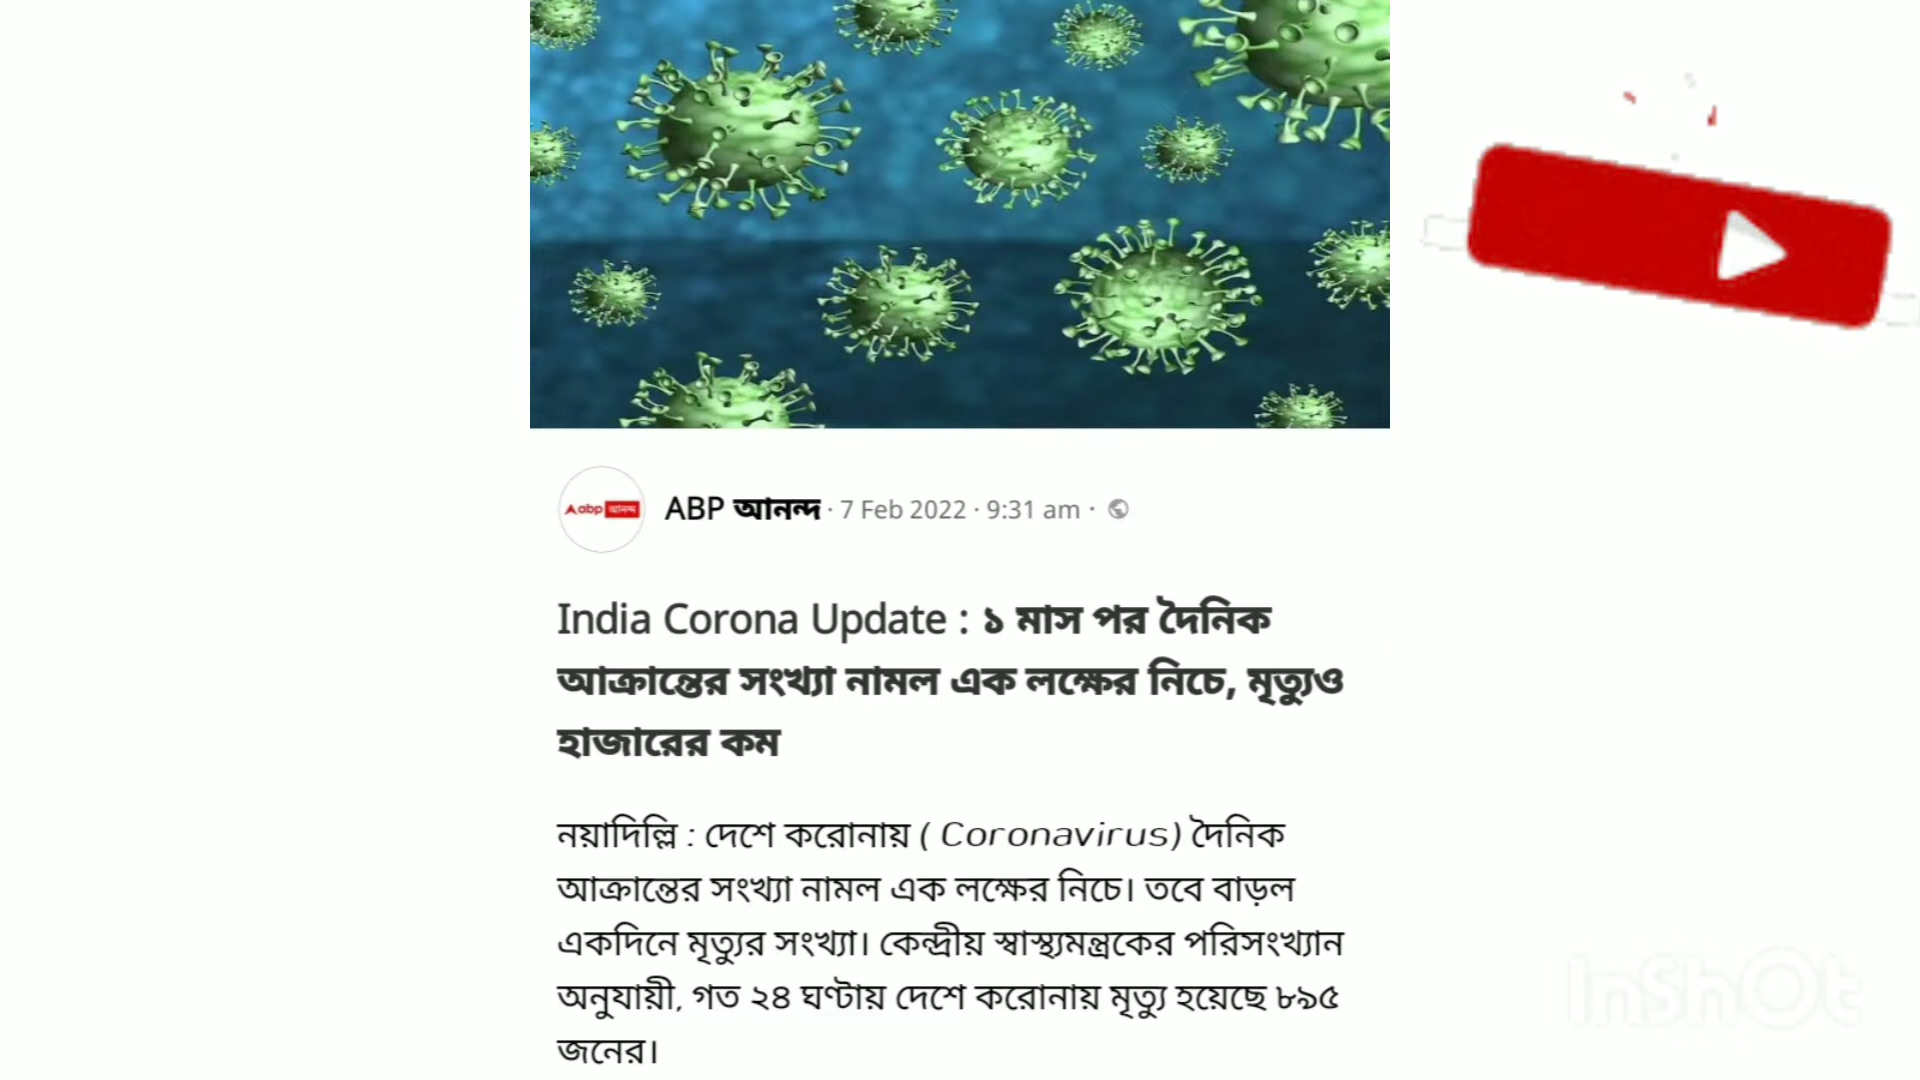 abp আনন্দ
ABP আনন্দ · 7 Feb 2022 · 9:31 am ·
India Corona Update : ১ মাস পর দৈনিক
আক্রান্তের সংখ্যা নামল এক লক্ষের নিচে, মৃত্যুও
হাজারের কম
নয়াদিল্লি : দেশে করোনায় ( Coronavirus) দৈনিক
আক্রান্তের সংখ্যা নামল এক লক্ষের নিচে। তবে বাড়ল
একদিনে মৃত্যুর সংখ্যা। কেন্দ্রীয় স্বাস্থ্যমন্ত্রকের পরিসংখ্যান
অনুযায়ী, গত ২৪ ঘণ্টায় দেশে করোনায় মৃত্যু হয়েছে ৮৯৫
জনের।
InShOt